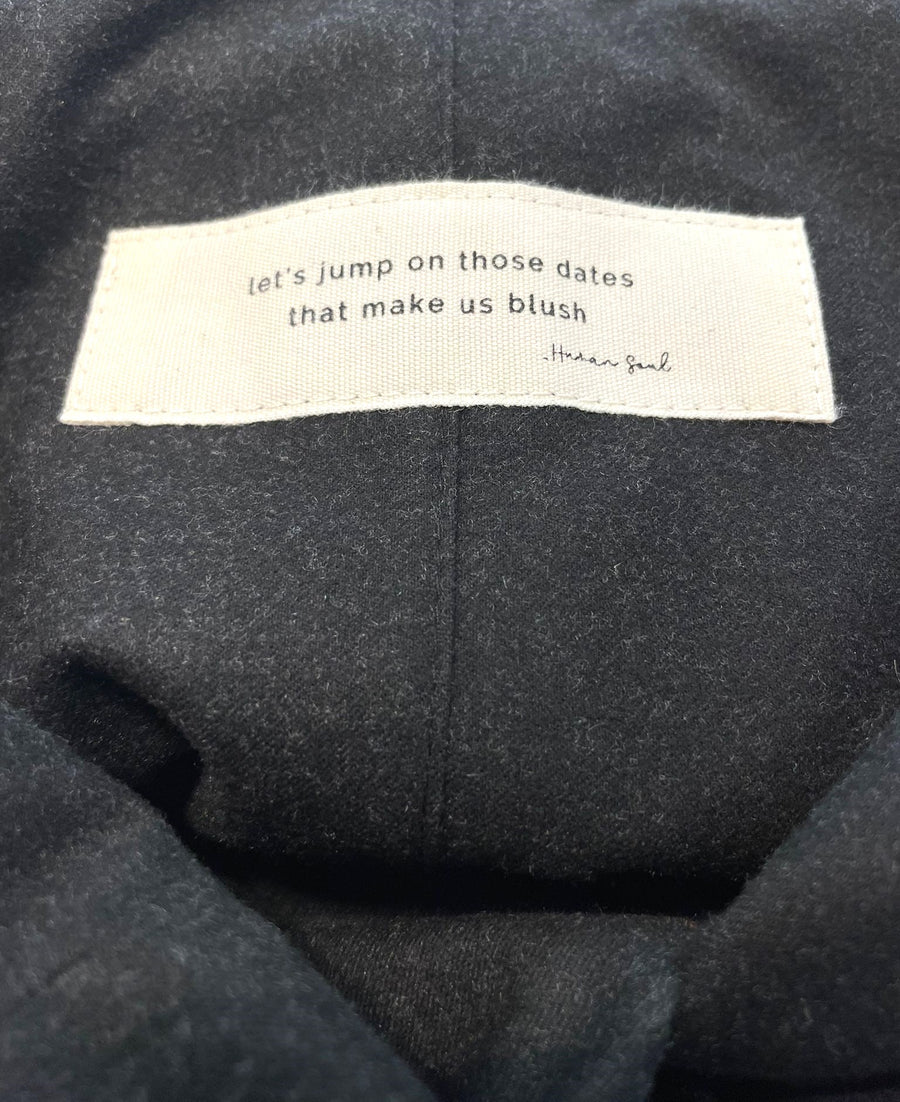 let's jump on those dates
that make us blush
-Human Soul